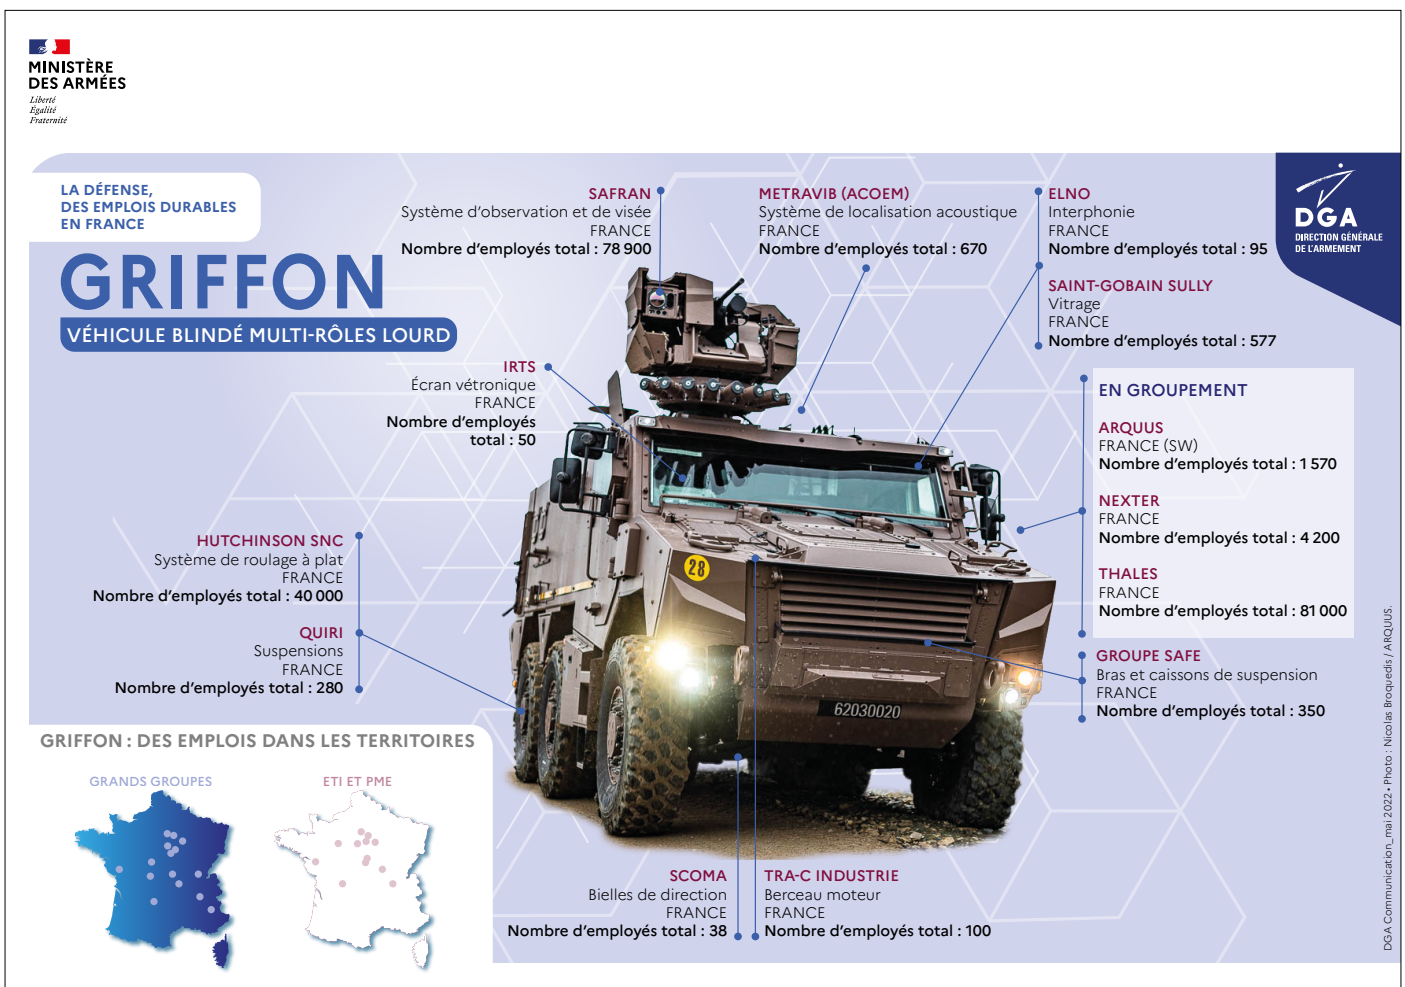 MINISTÈRE
DES ARMÉES
Liberté
Égalité
Fraternité
LA DÉFENSE,
DES EMPLOIS DURABLES
EN FRANCE
GRIFFON
VÉHICULE BLINDÉ MULTI-RÔLES LOURD
SAFRAN
Système d'observation et de visée
FRANCE
Nombre d'employés total : 78 900
METRAVIB (ACOEM)
Système de localisation acoustique
FRANCE
Nombre d'employés total : 670
ELNO
Interphonie
FRANCE
Nombre d'employés total : 95
SAINT-GOBAIN SULLY
Vitrage
FRANCE
Nombre d'employés total : 577
DGA
DIRECTION GÉNÉRALE
DE L'ARMEMENT
IRTS
Écran vétronique
FRANCE
Nombre d'employés
total : 50
EN GROUPEMENT
ARQUUS
FRANCE (SW)
Nombre d'employés total : 1 570
NEXTER
FRANCE
Nombre d'employés total : 4 200
THALES
FRANCE
Nombre d'employés total : 81 000
HUTCHINSON SNC
Système de roulage à plat
FRANCE
Nombre d'employés total : 40 000
QUIRI
Suspensions
FRANCE
Nombre d'employés total : 280
28
62030020
GROUPE SAFE
Bras et caissons de suspension
FRANCE
Nombre d'employés total : 350
GRIFFON : DES EMPLOIS DANS LES TERRITOIRES
GRANDS GROUPES
ETI ET PME
SCOMA
Bielles de direction
FRANCE
Nombre d'employés total : 38
TRA-C INDUSTRIE
Berceau moteur
FRANCE
Nombre d'employés total : 100
DGA Communication_mai 2022 • Photo : Nicolas Broquedis / ARQUUS.